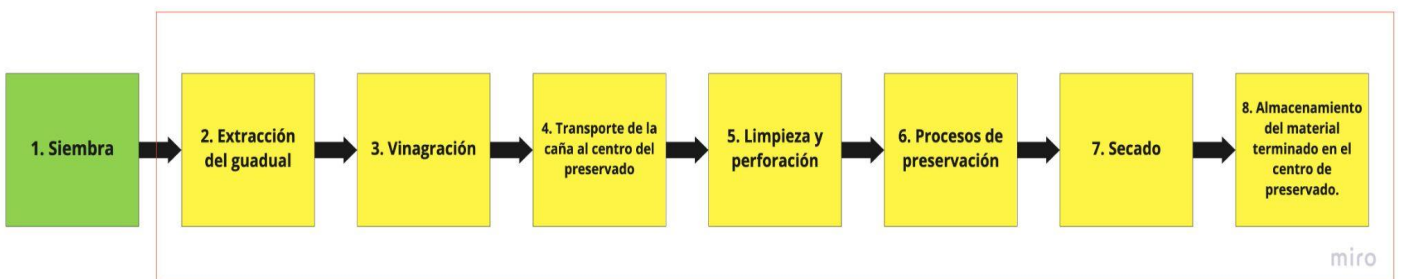 1. Siembra
2. Extracción
del guadual
3. Vinagración
4. Transporte de la
caña al centro del
preservado
5. Limpieza y
perforación
6. Procesos de
preservación
7. Secado
8. Almacenamiento
del material
terminado en el
centro de
preservado.
miro